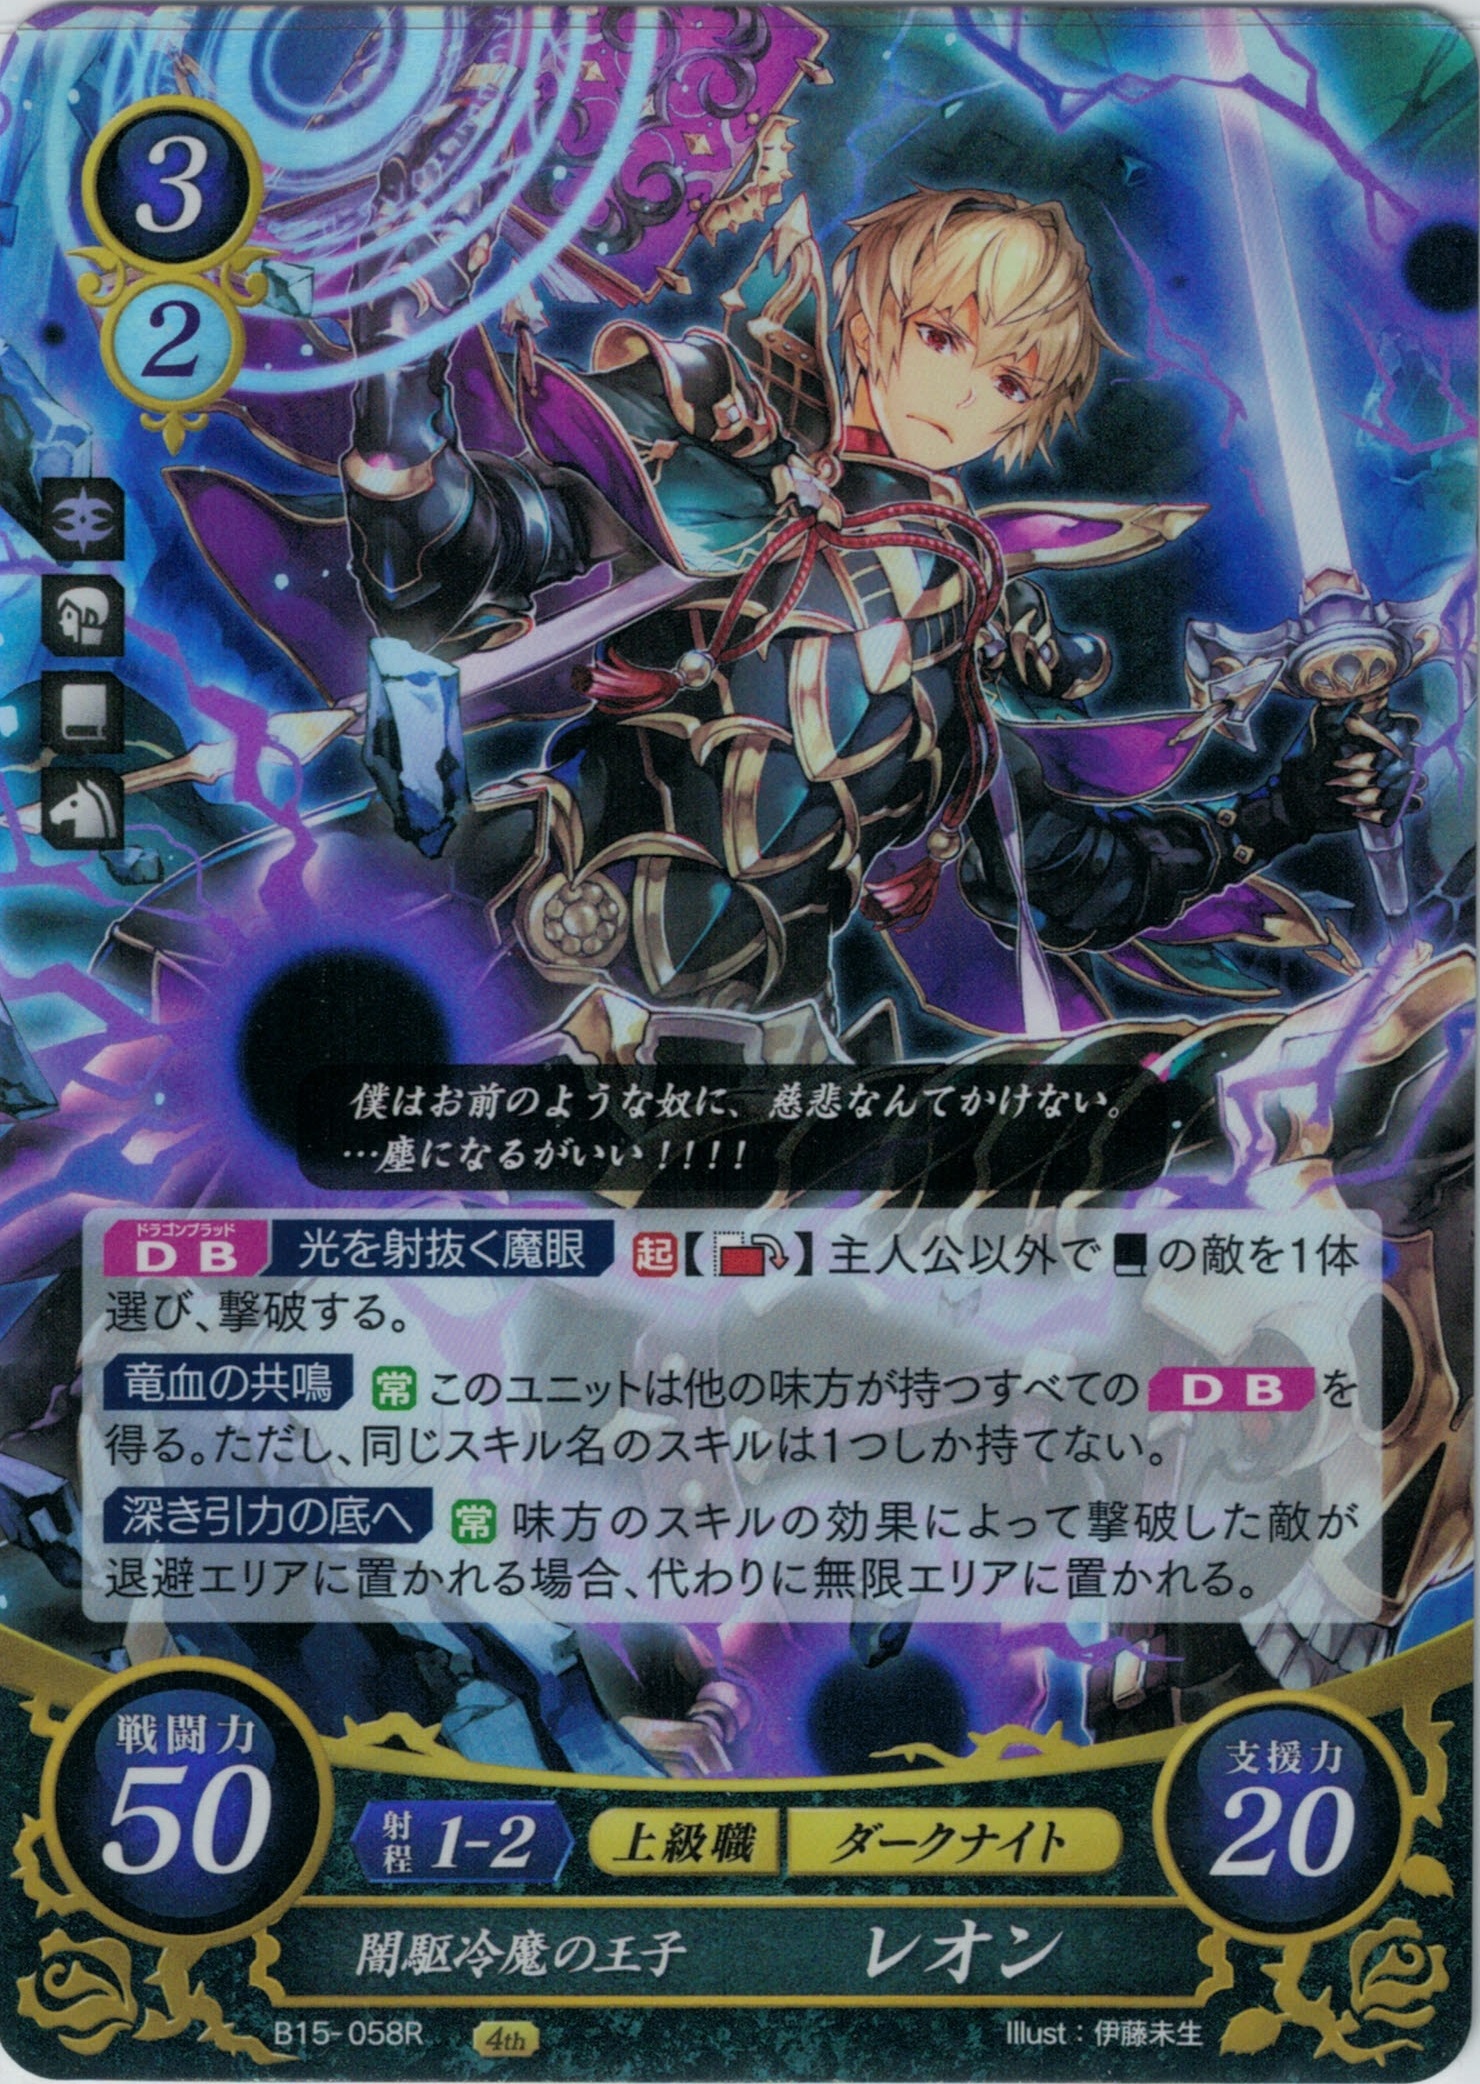 3
2
僕はお前のような奴に、慈悲なんてかけない。
…塵になるがいい!!!!
ドラゴンブラッド
DB 光を射抜く魔眼 起【 】主人公以外で の敵を1体
選び、撃破する。
竜血の共鳴 常 このユニットは他の味方が持つすべての DB を
得る。ただし、同じスキル名のスキルは1つしか持てない。
深き引力の底へ 常 味方のスキルの効果によって撃破した敵が
退避エリアに置かれる場合、代わりに無限エリアに置かれる。
戦闘力
50
射程 1-2 上級職 ダークナイト
支援力
20
闇駆冷魔の王子 レオン
B15-058R 4th Illust:伊藤未生